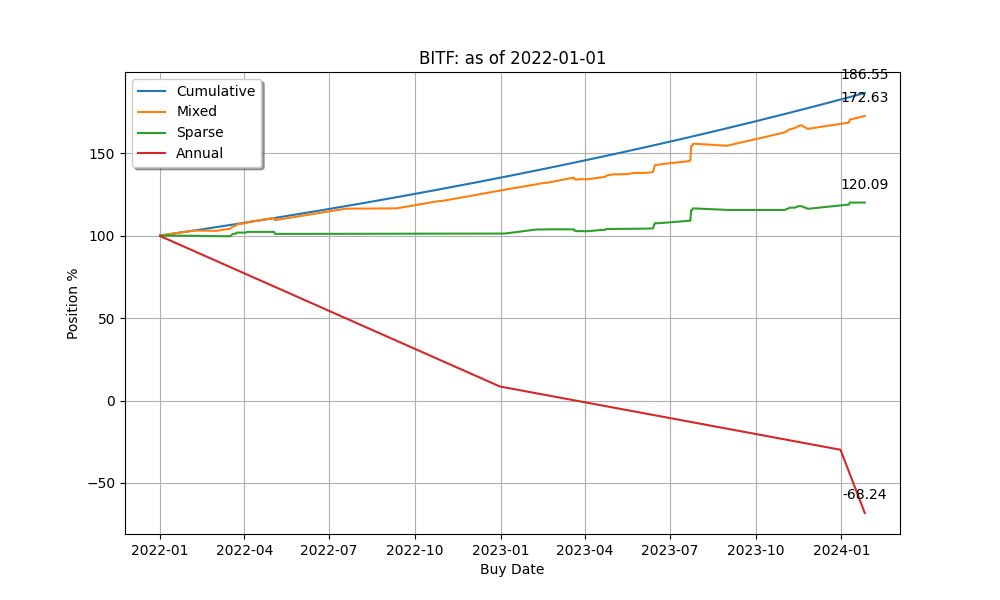 BITF: as of 2022-01-01
186.55
Cumulative
172.63
Mixed
Sparse
Annual
150
120.09
100
50
0
−50
-68.24
Position %
2022-01 2022-04 2022-07 2022-10 2023-01 2023-04 2023-07 2023-10 2024-01
Buy Date